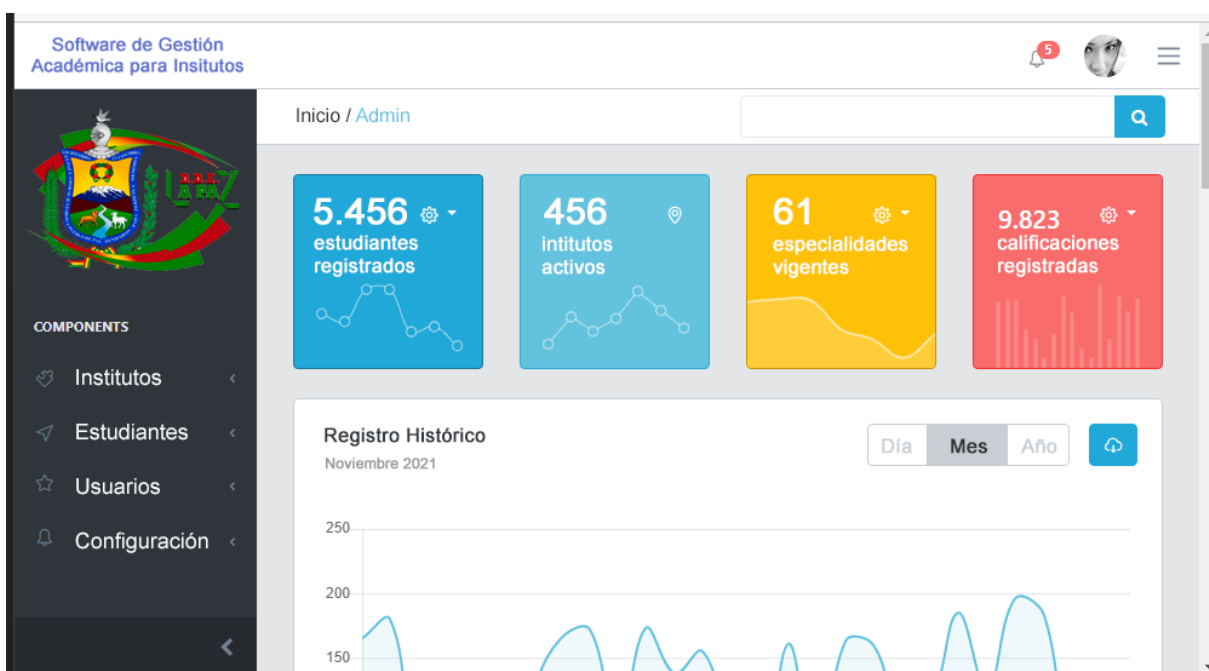 Software de Gestión
Académica para Insitutos
5
Inicio / Admin
D.D.E.
LA PAZ
5.456
estudiantes
registrados
456
intitutos
activos
61
especialidades
vigentes
9.823
calificaciones
registradas
COMPONENTS
Institutos
Estudiantes
Usuarios
Configuración
Registro Histórico
Noviembre 2021
Día Mes Año
250
200
150